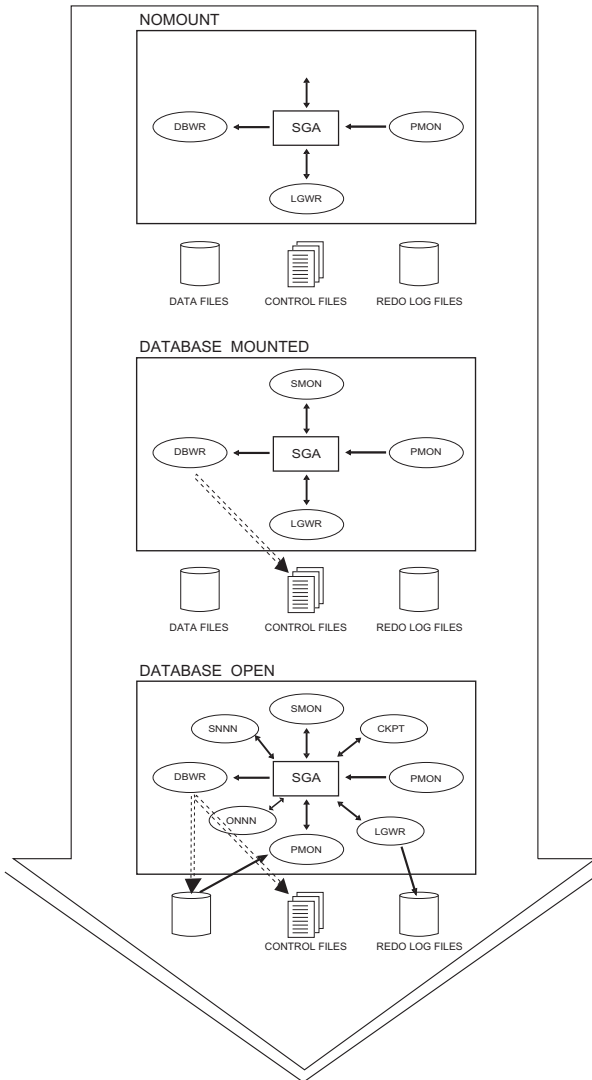 NOMOUNT
DBWR
SGA
PMON
LGWR
DATA FILES
CONTROL FILES
REDO LOG FILES
DATABASE MOUNTED
SMON
DBWR
SGA
PMON
LGWR
DATA FILES
CONTROL FILES
REDO LOG FILES
DATABASE OPEN
SMON
SNNN
CKPT
DBWR
SGA
PMON
ONNN
LGWR
PMON
CONTROL FILES
REDO LOG FILES